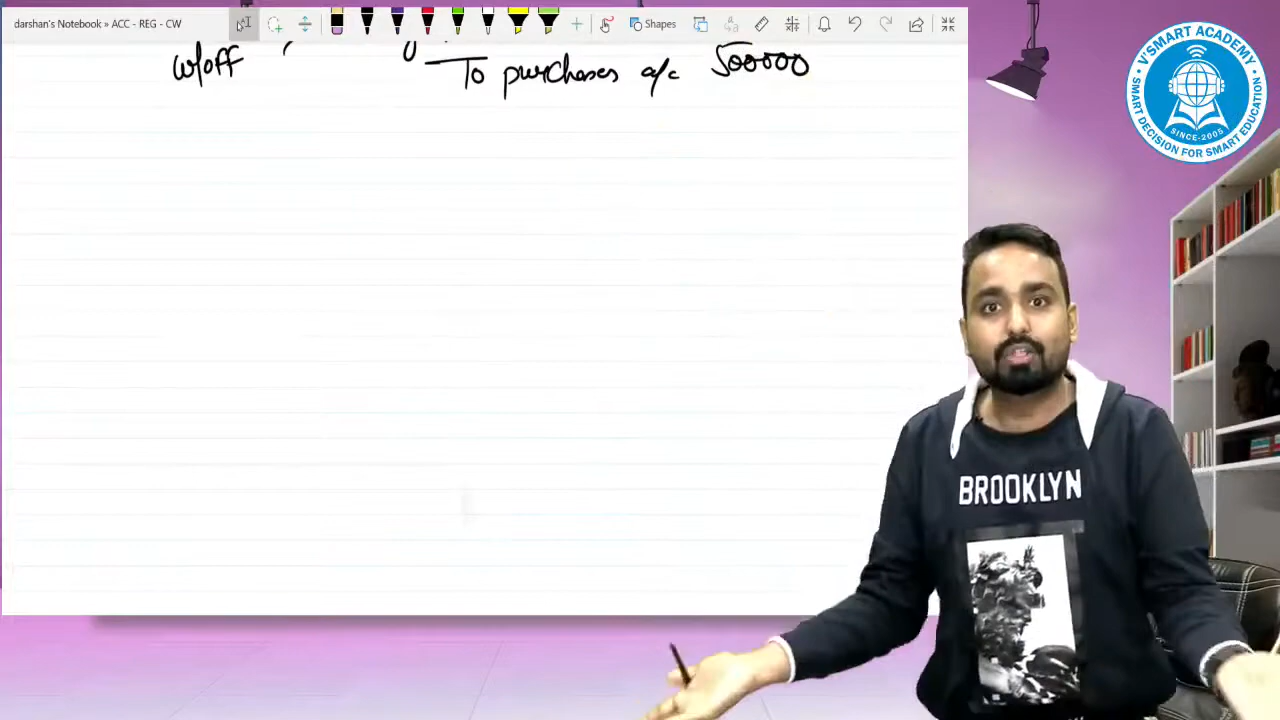 darshan's Notebook » ACC - REG - CW
Shapes
w/off
To purchases a/c 500000
V'SMART ACADEMY
SINCE-2005
SMART DECISION FOR SMART EDUCATION
BROOKLYN